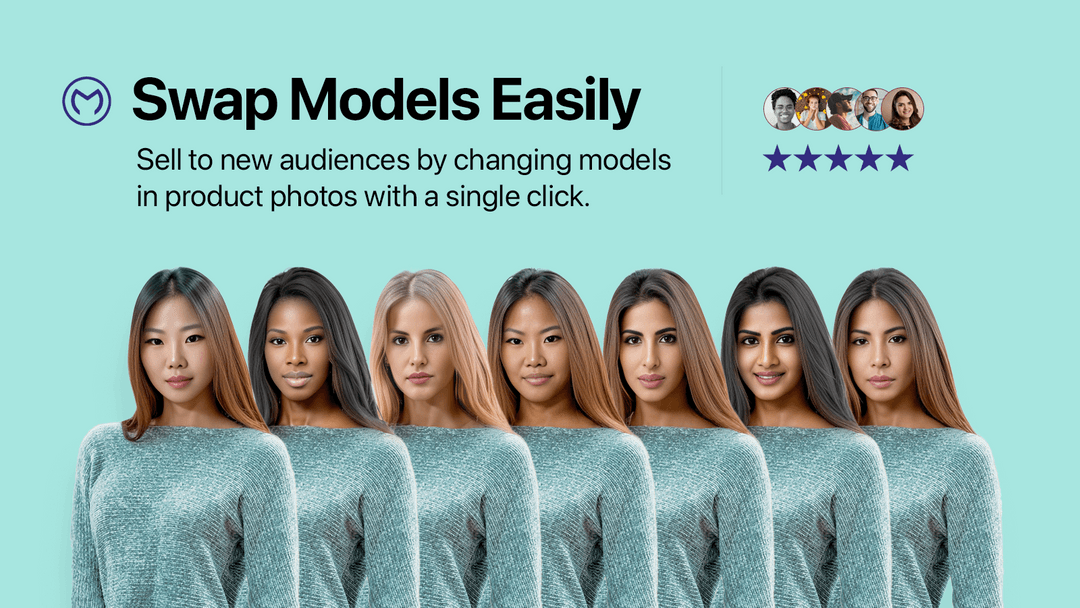 Swap Models Easily
Sell to new audiences by changing models
in product photos with a single click.